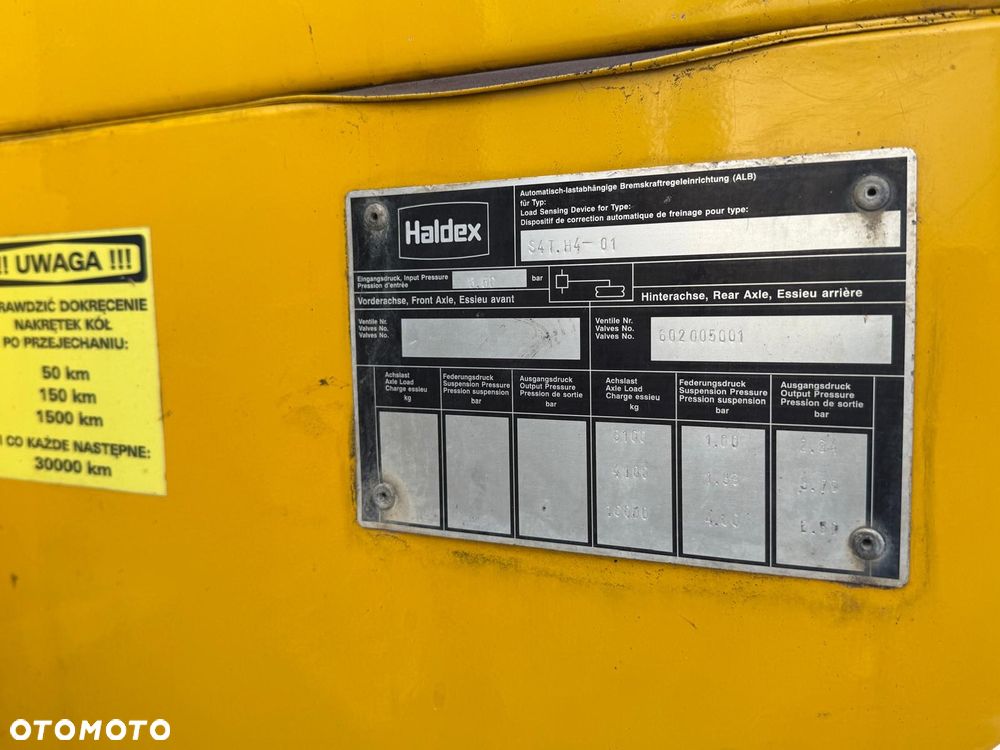 !! UWAGA !!!
RAWDZIĆ DOKRĘCENIE
NAKRĘTEK KÓŁ
PO PRZEJECHANIU:
50 km
150 km
1500 km
I CO KAŻDE NASTĘPNE:
30000 km
Haldex
Automatisch-lastabhängige Bremskraftregeleinrichtung (ALB)
für Typ:
Load Sensing Device for Type:
Dispositif de correction automatique de freinage pour type:
S4T.H4-01
Eingangsdruck, Input Pressure
Pression d'entrée
bar
Vorderachse, Front Axle, Essieu avant
Hinterachse, Rear Axle, Essieu arrière
Ventile Nr.
Valves No.
Valves No.
Ventile Nr.
Valves No.
Valves No.
602005001
Achslast
Axle Load
Charge essieu
kg
Federungsdruck
Suspension Pressure
Pression suspension
bar
Ausgangsdruck
Output Pressure
Pression de sortie
bar
Achslast
Axle Load
Charge essieu
kg
Federungsdruck
Suspension Pressure
Pression suspension
bar
Ausgangsdruck
Output Pressure
Pression de sortie
bar
OTOMOTO